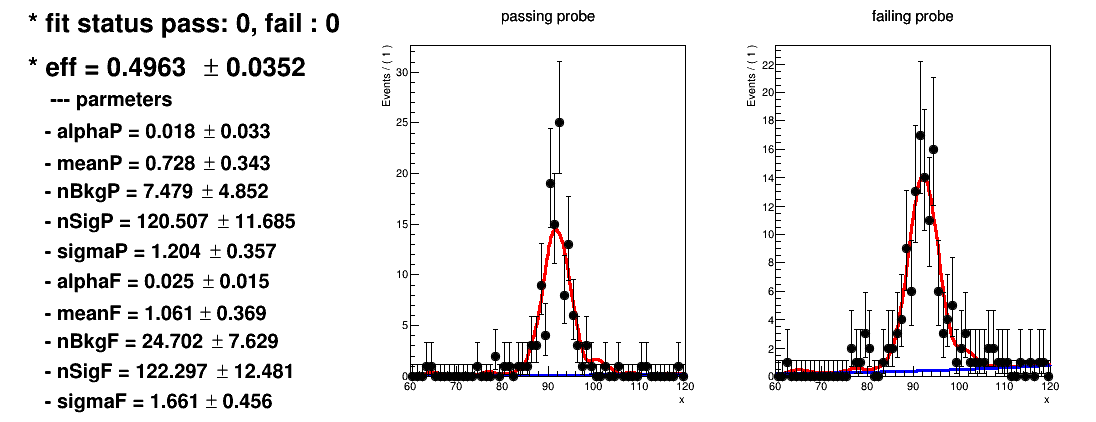 * fit status pass: 0, fail : 0
* eff = 0.4963 ± 0.0352
--- parmeters
- alphaP = 0.018 ± 0.033
- meanP = 0.728 ± 0.343
- nBkgP = 7.479 ± 4.852
- nSigP = 120.507 ± 11.685
- sigmaP = 1.204 ± 0.357
- alphaF = 0.025 ± 0.015
- meanF = 1.061 ± 0.369
- nBkgF = 24.702 ± 7.629
- nSigF = 122.297 ± 12.481
- sigmaF = 1.661 ± 0.456
passing probe
Events / ( 1 )
30
25
20
15
10
5
0
60 70 80 90 100 110 120
x
failing probe
Events / ( 1 )
22
20
18
16
14
12
10
8
6
4
2
0
60 70 80 90 100 110 120
x